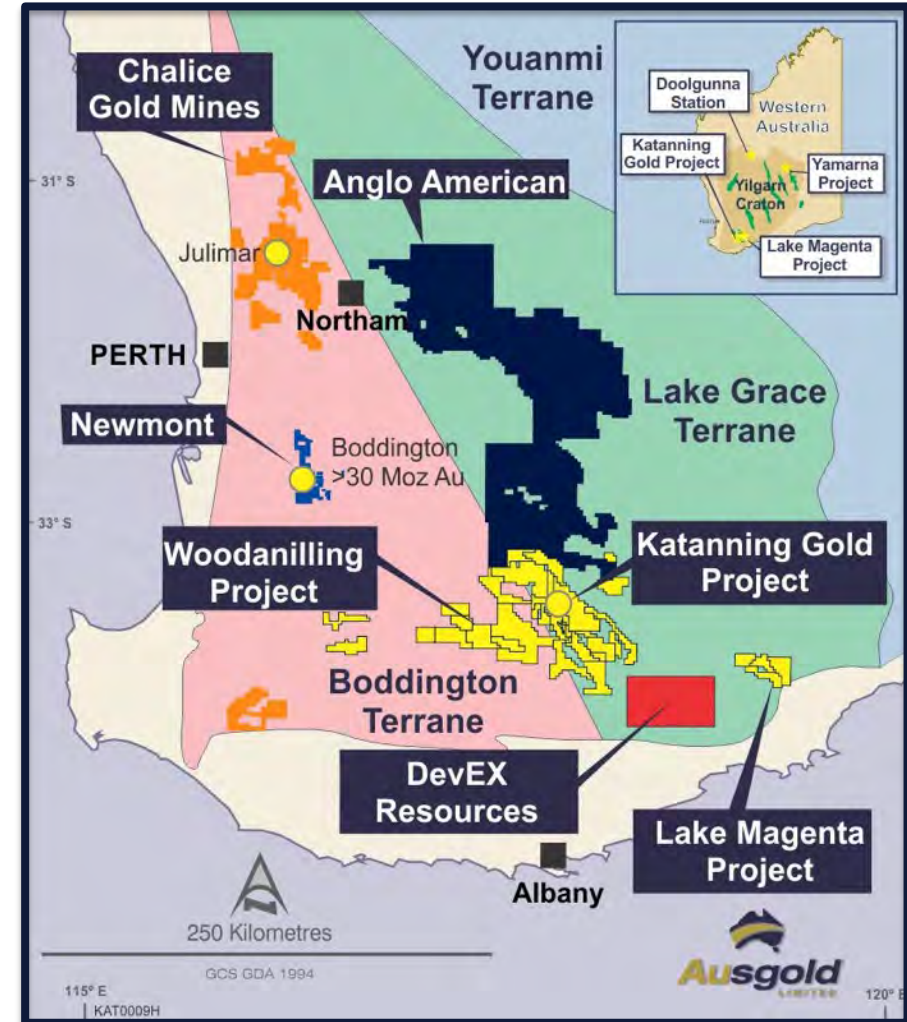 Chalice
Gold Mines
Youanmi
Terrane
Doolgunna
Station
Western
Australia
Katanning
Gold Project
Yamarna
Project
Yilgarn
Craton
Lake Magenta
Project
31° S
Anglo American
Julimar
Northam
PERTH
Lake Grace
Terrane
Newmont
Boddington
>30 Moz Au
33° S
Woodanilling
Project
Katanning Gold
Project
Boddington
Terrane
DevEX
Resources
Lake Magenta
Project
Albany
250 Kilometres
GCS GDA 1994
Ausgold
LIMITED
115° E
120° E
KAT0009H